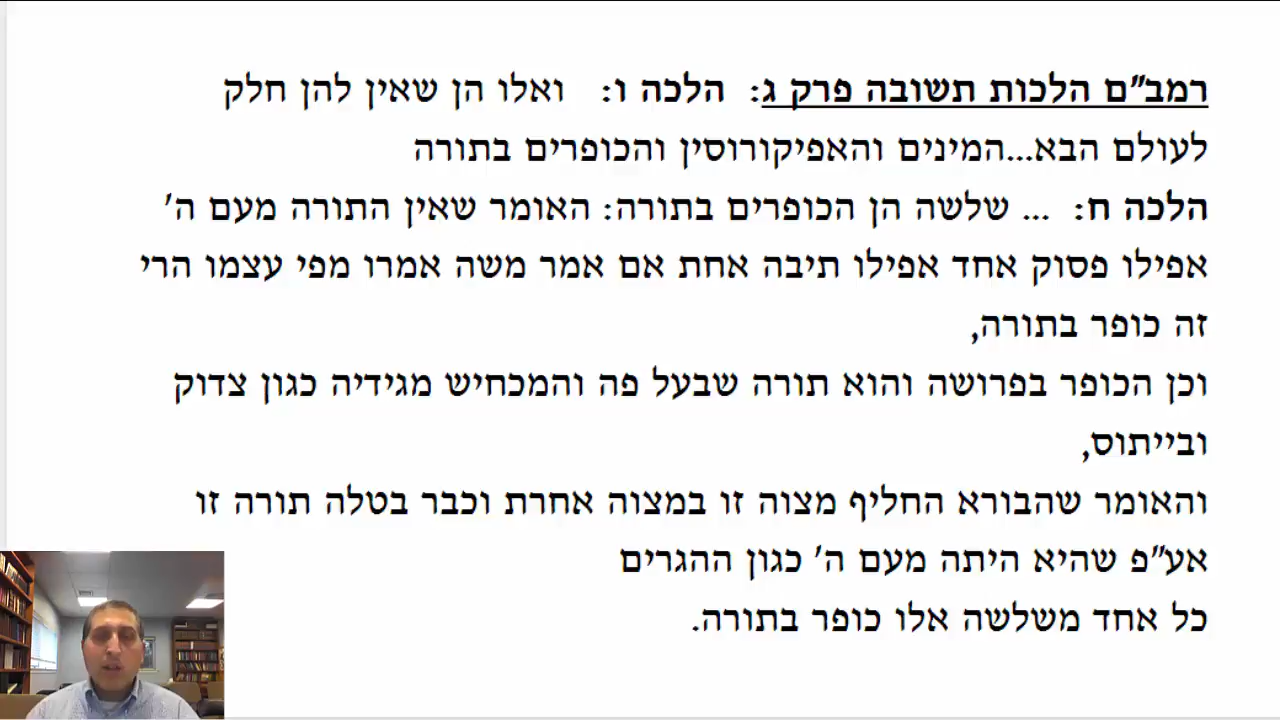 רמב"ם הלכות תשובה פרק ג: הלכה ו: ואלו הן שאין להן חלק
לעולם הבא...המינים והאפיקורוסין והכופרים בתורה
הלכה ח: ... שלשה הן הכופרים בתורה: האומר שאין התורה מעם ה'
אפילו פסוק אחד אפילו תיבה אחת אם אמר משה אמרו מפי עצמו הרי
זה כופר בתורה,
וכן הכופר בפרושה והוא תורה שבעל פה והמכחיש מגידיה כגון צדוק
ובייתוס,
והאומר שהבורא החליף מצוה זו במצוה אחרת וכבר בטלה תורה זו
אע"פ שהיא היתה מעם ה' כגון ההגרים
כל אחד משלשה אלו כופר בתורה.